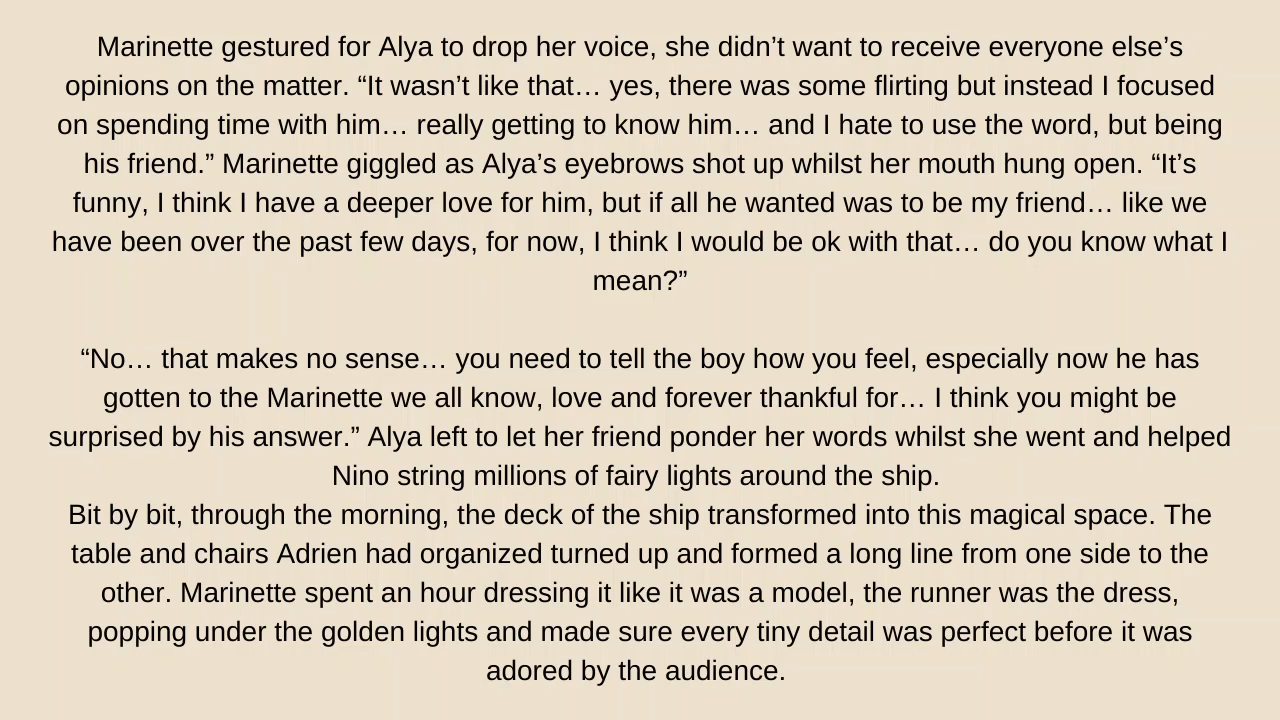 Marinette gestured for Alya to drop her voice, she didn’t want to receive everyone else’s
opinions on the matter. “It wasn’t like that… yes, there was some flirting but instead I focused
on spending time with him… really getting to know him… and I hate to use the word, but being
his friend.” Marinette giggled as Alya’s eyebrows shot up whilst her mouth hung open. “It’s
funny, I think I have a deeper love for him, but if all he wanted was to be my friend… like we
have been over the past few days, for now, I think I would be ok with that… do you know what I
mean?”
“No… that makes no sense… you need to tell the boy how you feel, especially now he has
gotten to the Marinette we all know, love and forever thankful for… I think you might be
surprised by his answer.” Alya left to let her friend ponder her words whilst she went and helped
Nino string millions of fairy lights around the ship.
Bit by bit, through the morning, the deck of the ship transformed into this magical space. The
table and chairs Adrien had organized turned up and formed a long line from one side to the
other. Marinette spent an hour dressing it like it was a model, the runner was the dress,
popping under the golden lights and made sure every tiny detail was perfect before it was
adored by the audience.